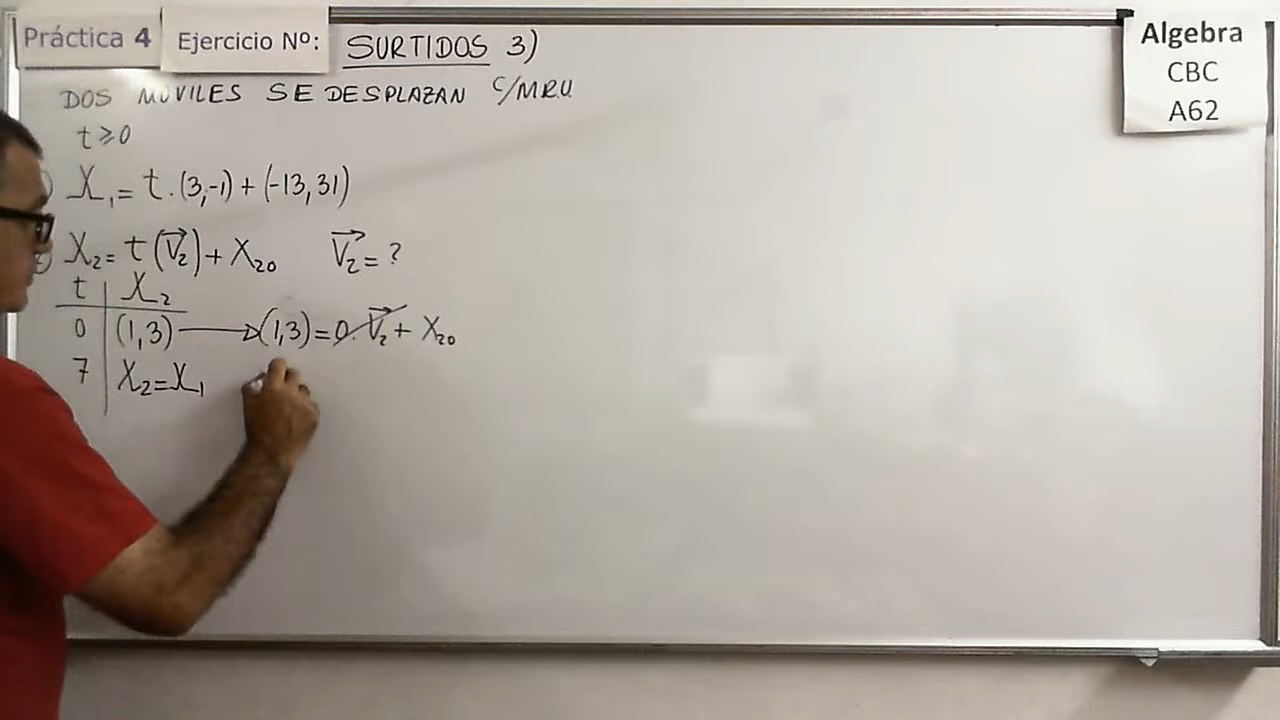 Práctica 4 Ejercicio Nº: SURTIDOS 3)
Algebra
CBC
A62
DOS MOVILES SE DESPLAZAN C/MRU
t≥0
X₁=t.(3,-1)+(-13,31)
X₂=t(V₂⃗)+X₂₀ V₂⃗=?
t X₂
0 (1,3) → (1,3)=0.V₂⃗+X₂₀
7 X₂=X₁